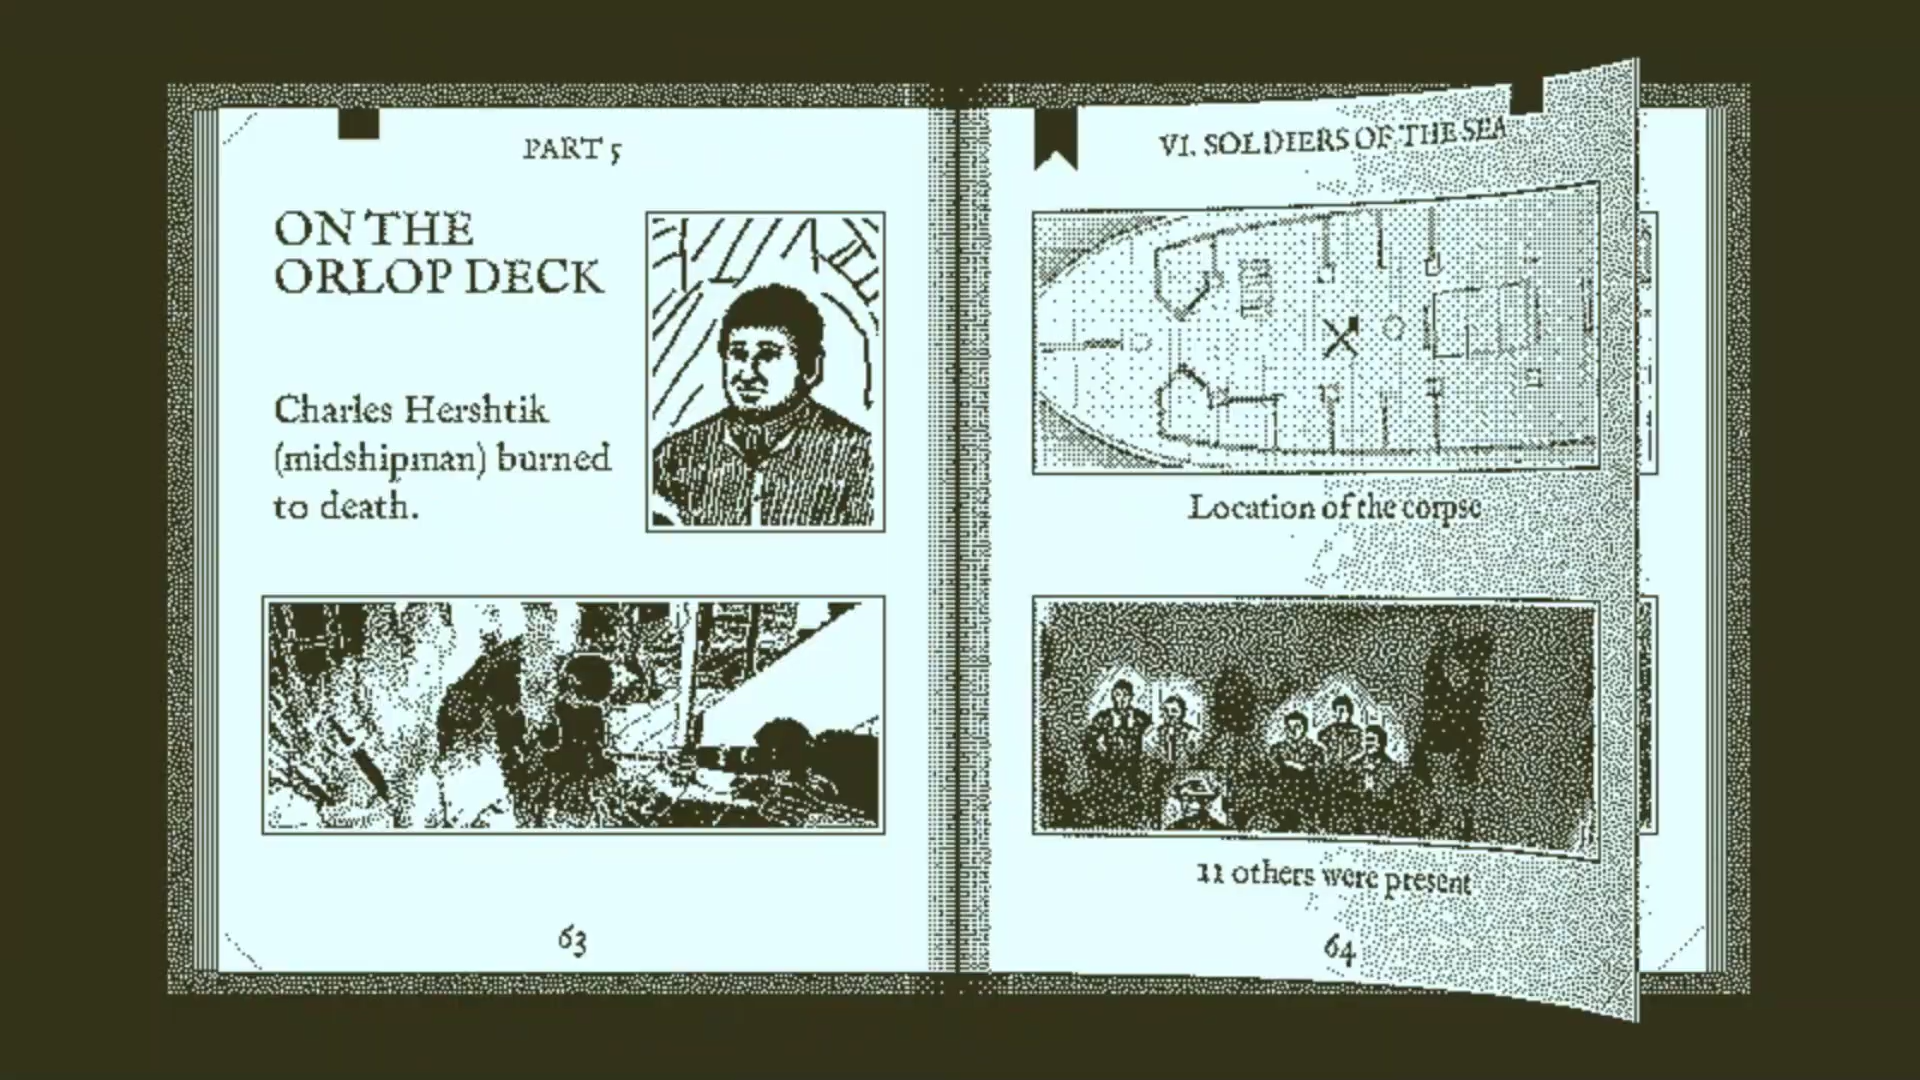 PART 5
ON THE
ORLOP DECK
Charles Hershtik
(midshipman) burned
to death.
63
VI. SOLDIERS OF THE SEA
Location of the corpse
11 others were present
64